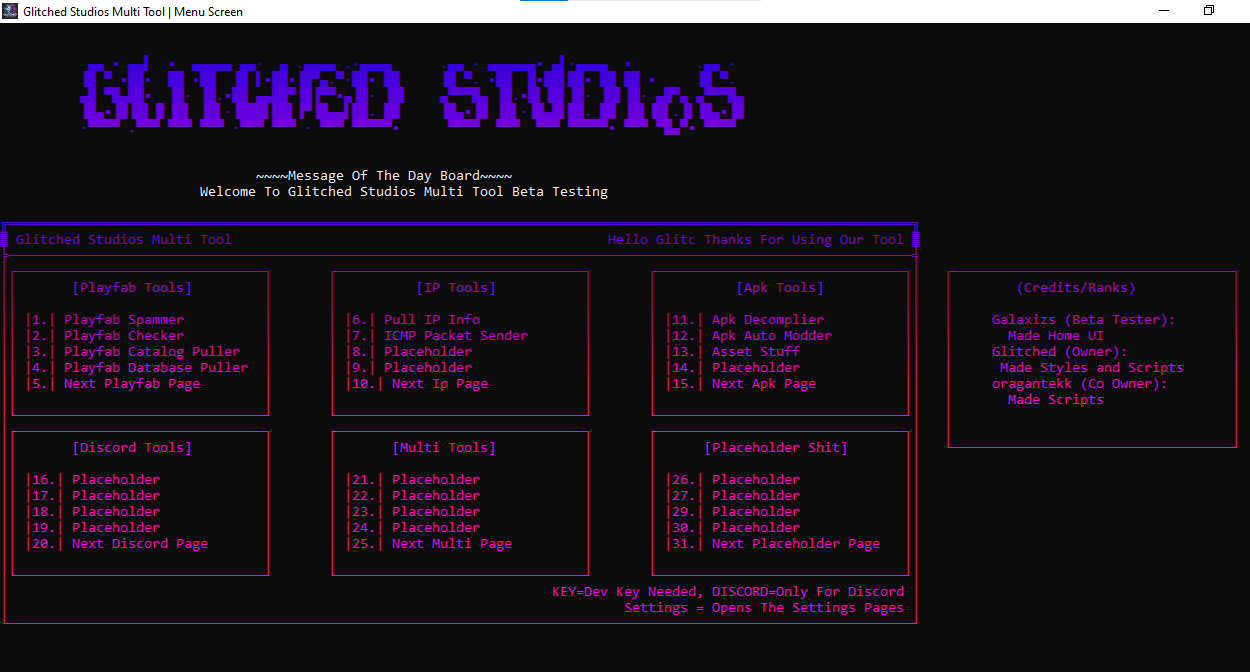 Glitched Studios Multi Tool | Menu Screen
GLITCHED STUDIOS
~~~~Message Of The Day Board~~~~
Welcome To Glitched Studios Multi Tool Beta Testing
Glitched Studios Multi Tool Hello Glitc Thanks For Using Our Tool
[Playfab Tools]
|1.| Playfab Spammer
|2.| Playfab Checker
|3.| Playfab Catalog Puller
|4.| Playfab Database Puller
|5.| Next Playfab Page
[IP Tools]
|6.| Pull IP Info
|7.| ICMP Packet Sender
|8.| Placeholder
|9.| Placeholder
|10.| Next Ip Page
[Apk Tools]
|11.| Apk Decomplier
|12.| Apk Auto Modder
|13.| Asset Stuff
|14.| Placeholder
|15.| Next Apk Page
(Credits/Ranks)
Galaxizs (Beta Tester):
Made Home UI
Glitched (Owner):
Made Styles and Scripts
oragantekk (Co Owner):
Made Scripts
[Discord Tools]
|16.| Placeholder
|17.| Placeholder
|18.| Placeholder
|19.| Placeholder
|20.| Next Discord Page
[Multi Tools]
|21.| Placeholder
|22.| Placeholder
|23.| Placeholder
|24.| Placeholder
|25.| Next Multi Page
[Placeholder Shit]
|26.| Placeholder
|27.| Placeholder
|29.| Placeholder
|30.| Placeholder
|31.| Next Placeholder Page
KEY=Dev Key Needed, DISCORD=Only For Discord
Settings = Opens The Settings Pages